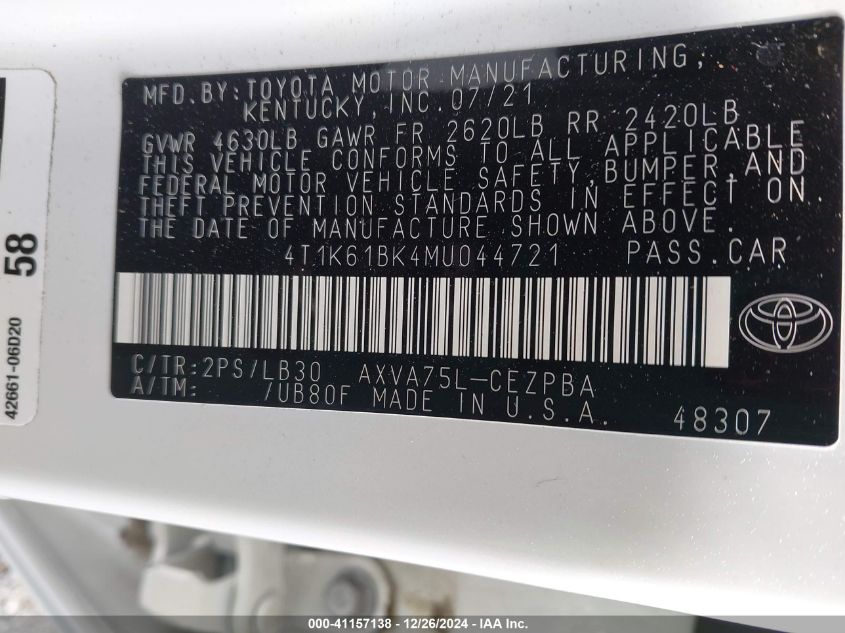 MFD. BY: TOYOTA MOTOR MANUFACTURING,
KENTUCKY, INC. 07/21
GVWR 4630LB GAWR FR 2620LB RR 2420LB
THIS VEHICLE CONFORMS TO ALL APPLICABLE
FEDERAL MOTOR VEHICLE SAFETY, BUMPER, AND
THEFT PREVENTION STANDARDS IN EFFECT ON
THE DATE OF MANUFACTURE SHOWN ABOVE.
4T1K61BK4MU044721 PASS.CAR
C/TR: 2PS/LB30 AXVA75L-CEZPBA
A/TM: /UB80F MADE IN U.S.A.
48307
58
42661-06D20
000-41157138 - 12/26/2024 - IAA Inc.